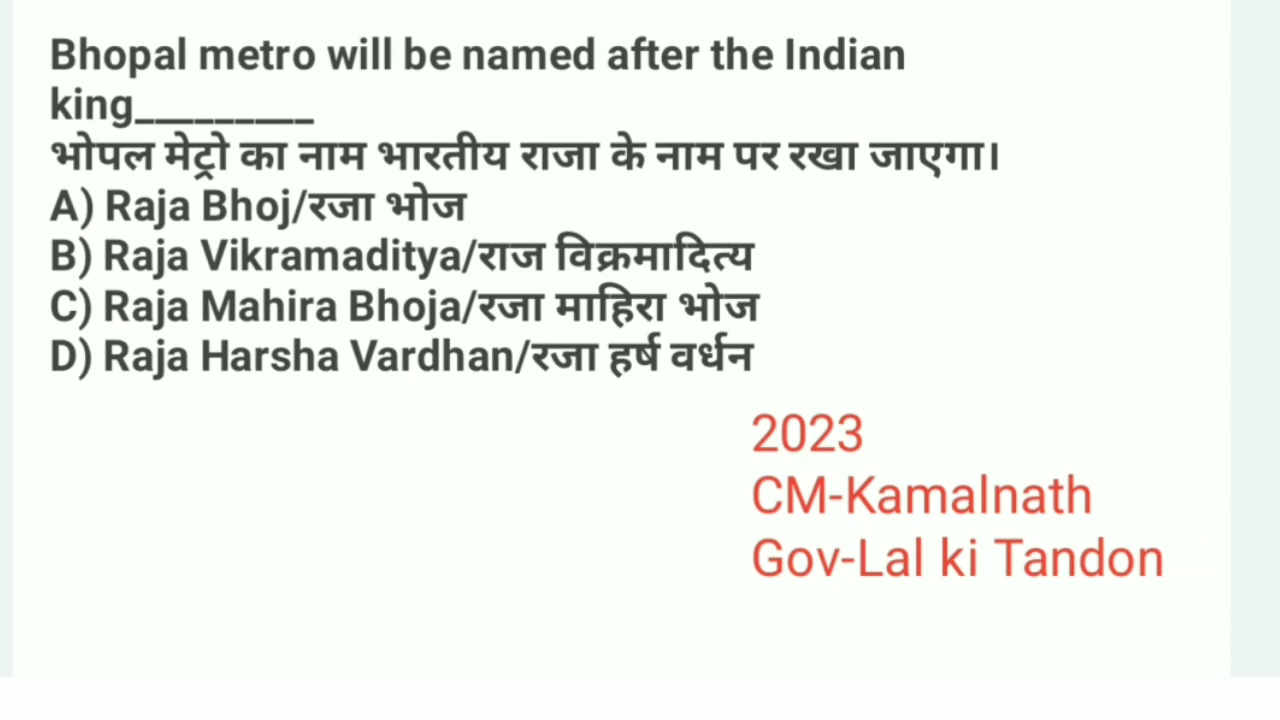 Bhopal metro will be named after the Indian
king_________
भोपल मेट्रो का नाम भारतीय राजा के नाम पर रखा जाएगा।
A) Raja Bhoj/रजा भोज
B) Raja Vikramaditya/राज विक्रमादित्य
C) Raja Mahira Bhoja/रजा माहिरा भोज
D) Raja Harsha Vardhan/रजा हर्ष वर्धन
2023
CM-Kamalnath
Gov-Lal ki Tandon